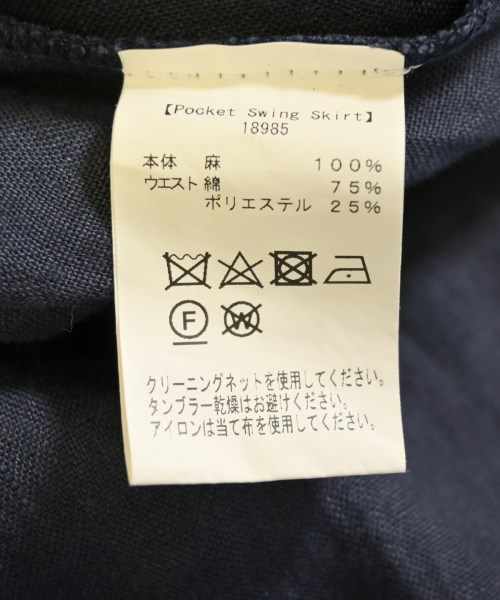 【Pocket Swing Skirt】
18985
本体 麻 100%
ウエスト 綿 75%
ポリエステル 25%
F W
クリーニングネットを使用してください。
タンブラー乾燥はお避けください。
アイロンは当て布を使用してください。